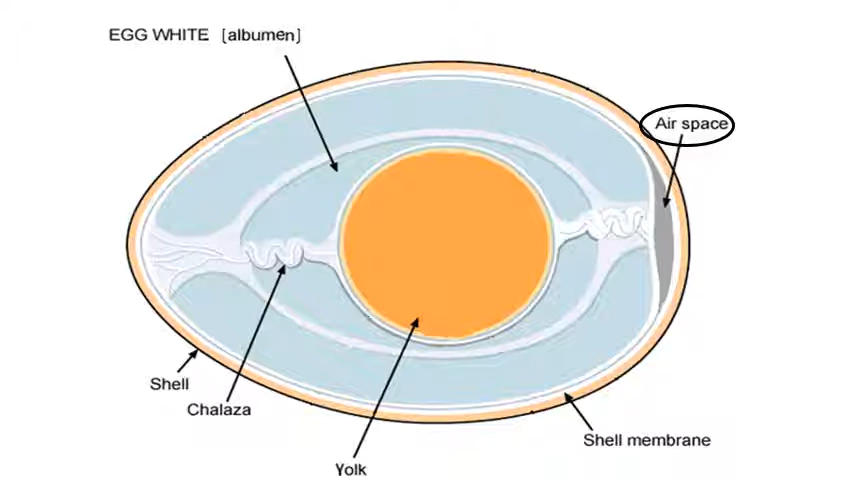 EGG WHITE [albumen]
Air space
Shell
Chalaza
Shell membrane
Yolk